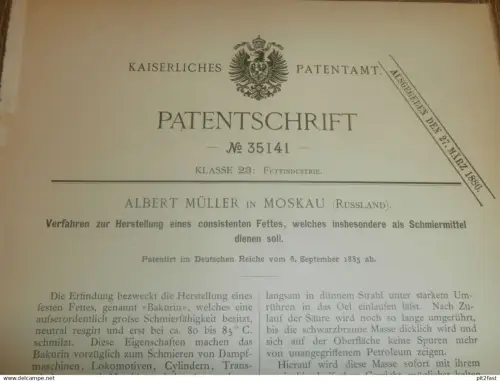 KAISERLICHES PATENTAMT.
AUSGEGEBEN DEN 27. MÄRZ 1886.
PATENTSCHRIFT
— № 35141 —
KLASSE 23: FETTINDUSTRIE.
ALBERT MÜLLER IN MOSKAU (RUSSLAND).
Verfahren zur Herstellung eines consistenten Fettes, welches insbesondere als Schmiermittel
dienen soll.
Patentirt im Deutschen Reiche vom 8. September 1885 ab.
Die Erfindung bezweckt die Herstellung eines
festen Fettes, genannt »Bakurin«, welches eine
aufserordentlich grofse Schmierfähigkeit besitzt,
neutral reagirt und erst bei ca. 80 bis 85° C.
schmilzt. Diese Eigenschaften machen das
Bakurin vorzüglich zum Schmieren von Dampf-
maschinen, Lokomotiven, Cylindern, Trans-
langsam in dünnem Strahl unter starkem Um-
rühren in das Oel einlaufen läfst. Nach Zu-
lauf der Säure wird noch so lange umgerührt,
bis die schwarzbraune Masse dicklich wird und
sich auf der Oberfläche keine Spuren mehr
von unangegriffenem Petroleum zeigen.
Hierauf wird diese Masse sofort mit ihrem